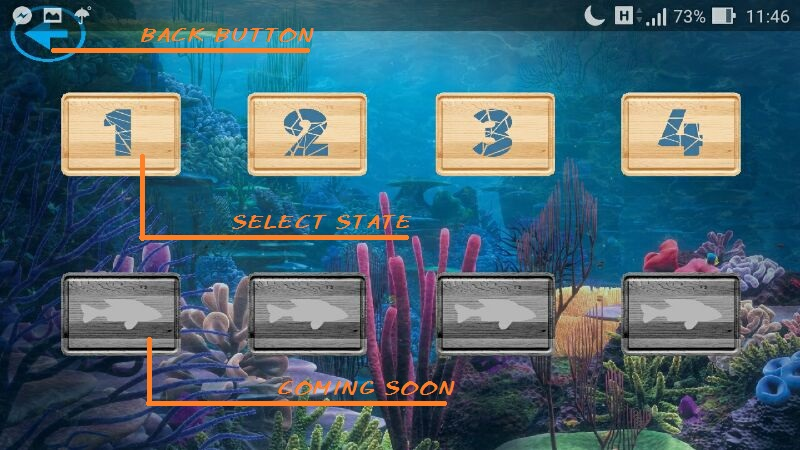 73% 11:46
BACK BUTTON
1 2 3 4
SELECT STATE
COMING SOON